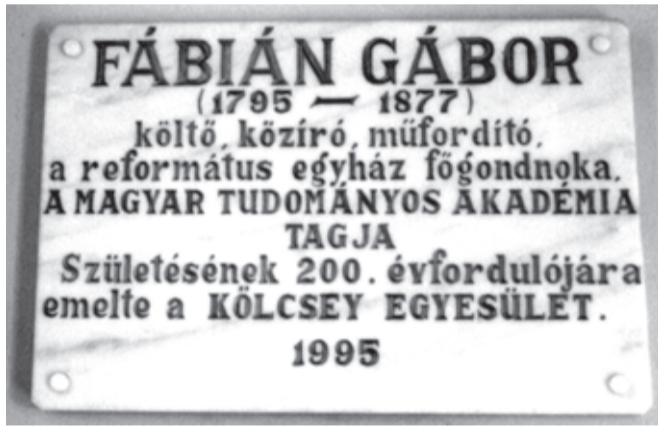 FÁBIÁN GÁBOR
(1795 — 1877)
költő, közíró, műfordító,
a református egyház főgondnoka,
A MAGYAR TUDOMÁNYOS AKADÉMIA
TAGJA
Születésének 200. évfordulójára
emelte a KÖLCSEY EGYESÜLET.
1995